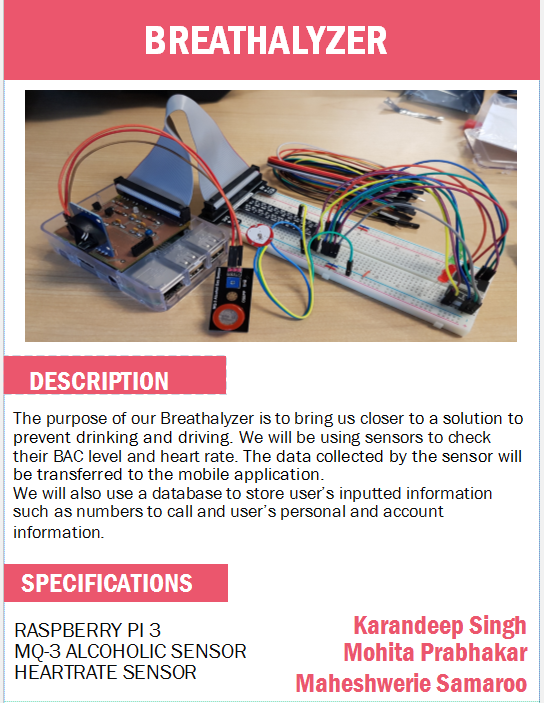 BREATHALYZER
DESCRIPTION
The purpose of our Breathalyzer is to bring us closer to a solution to
prevent drinking and driving. We will be using sensors to check
their BAC level and heart rate. The data collected by the sensor will
be transferred to the mobile application.
We will also use a database to store user's inputted information
such as numbers to call and user's personal and account
information.
SPECIFICATIONS
RASPBERRY PI 3
MQ-3 ALCOHOLIC SENSOR
HEARTRATE SENSOR
Karandeep Singh
Mohita Prabhakar
Maheshwerie Samaroo